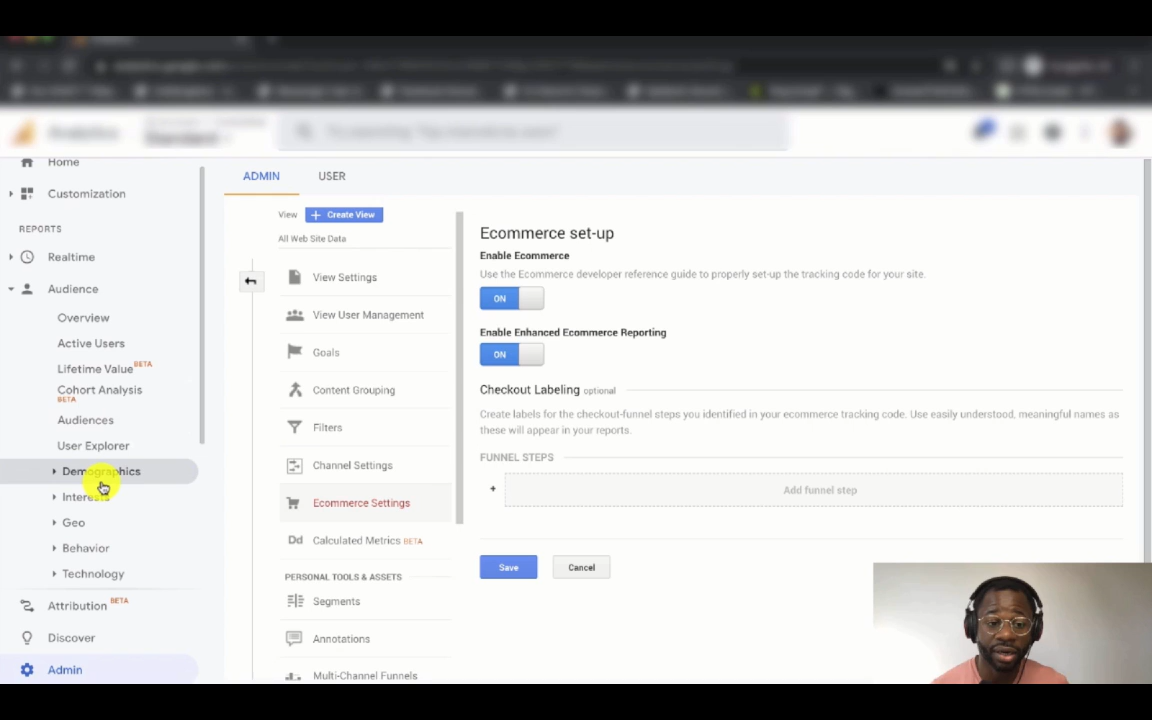 Analytics
Home
Customization
REPORTS
Realtime
Audience
Overview
Active Users
Lifetime Value BETA
Cohort Analysis
BETA
Audiences
User Explorer
Demographics
Interests
Geo
Behavior
Technology
Attribution BETA
Discover
Admin
ADMIN USER
View + Create View
All Web Site Data
View Settings
View User Management
Goals
Content Grouping
Filters
Channel Settings
Ecommerce Settings
Dd Calculated Metrics BETA
PERSONAL TOOLS & ASSETS
Segments
Annotations
Multi-Channel Funnels
Ecommerce set-up
Enable Ecommerce
Use the Ecommerce developer reference guide to properly set-up the tracking code for your site.
ON
Enable Enhanced Ecommerce Reporting
ON
Checkout Labeling optional
Create labels for the checkout-funnel steps you identified in your ecommerce tracking code. Use easily understood, meaningful names as
these will appear in your reports.
FUNNEL STEPS
+ Add funnel step
Save Cancel